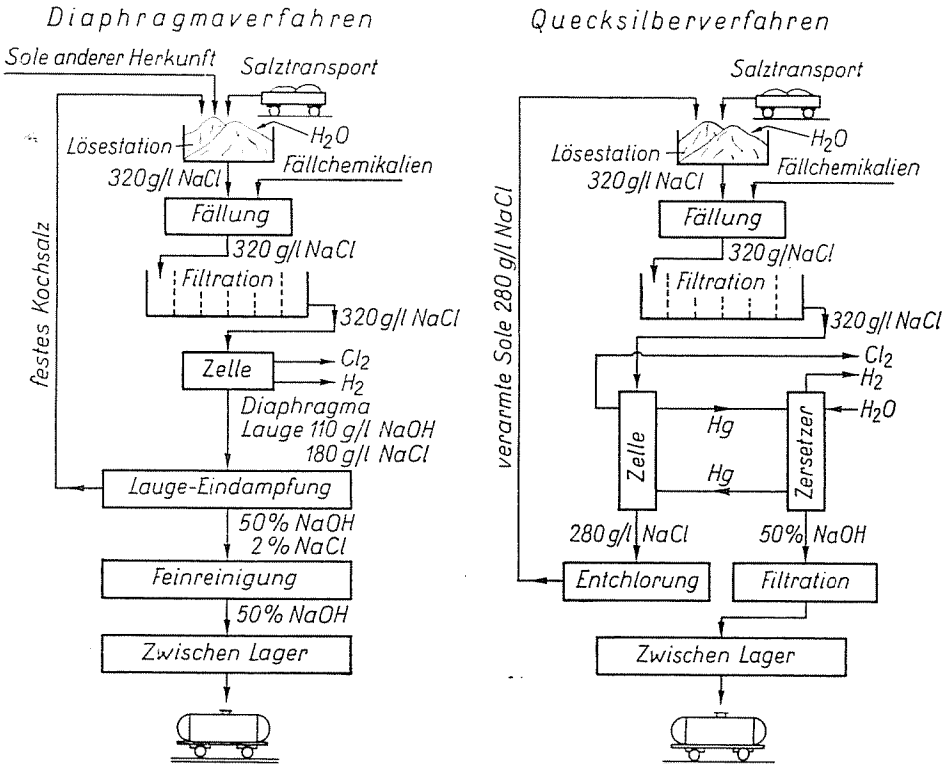 Diaphragmaverfahren
Sole anderer Herkunft
Salztransport
H2O
Lösestation
Fällchemikalien
320 g/l NaCl
Fällung
320 g/l NaCl
Filtration
320 g/l NaCl
Zelle
Cl2
H2
Diaphragma
Lauge 110 g/l NaOH
180 g/l NaCl
festes Kochsalz
Lauge-Eindampfung
50% NaOH
2% NaCl
Feinreinigung
50% NaOH
Zwischen Lager
Quecksilberverfahren
Salztransport
H2O
Lösestation
Fällchemikalien
320 g/l NaCl
Fällung
320 g/NaCl
Filtration
320 g/l NaCl
Cl2
H2
H2O
Zelle
Hg
Hg
Zersetzer
verarmte Sole 280 g/l NaCl
280 g/l NaCl
50% NaOH
Entchlorung
Filtration
Zwischen Lager